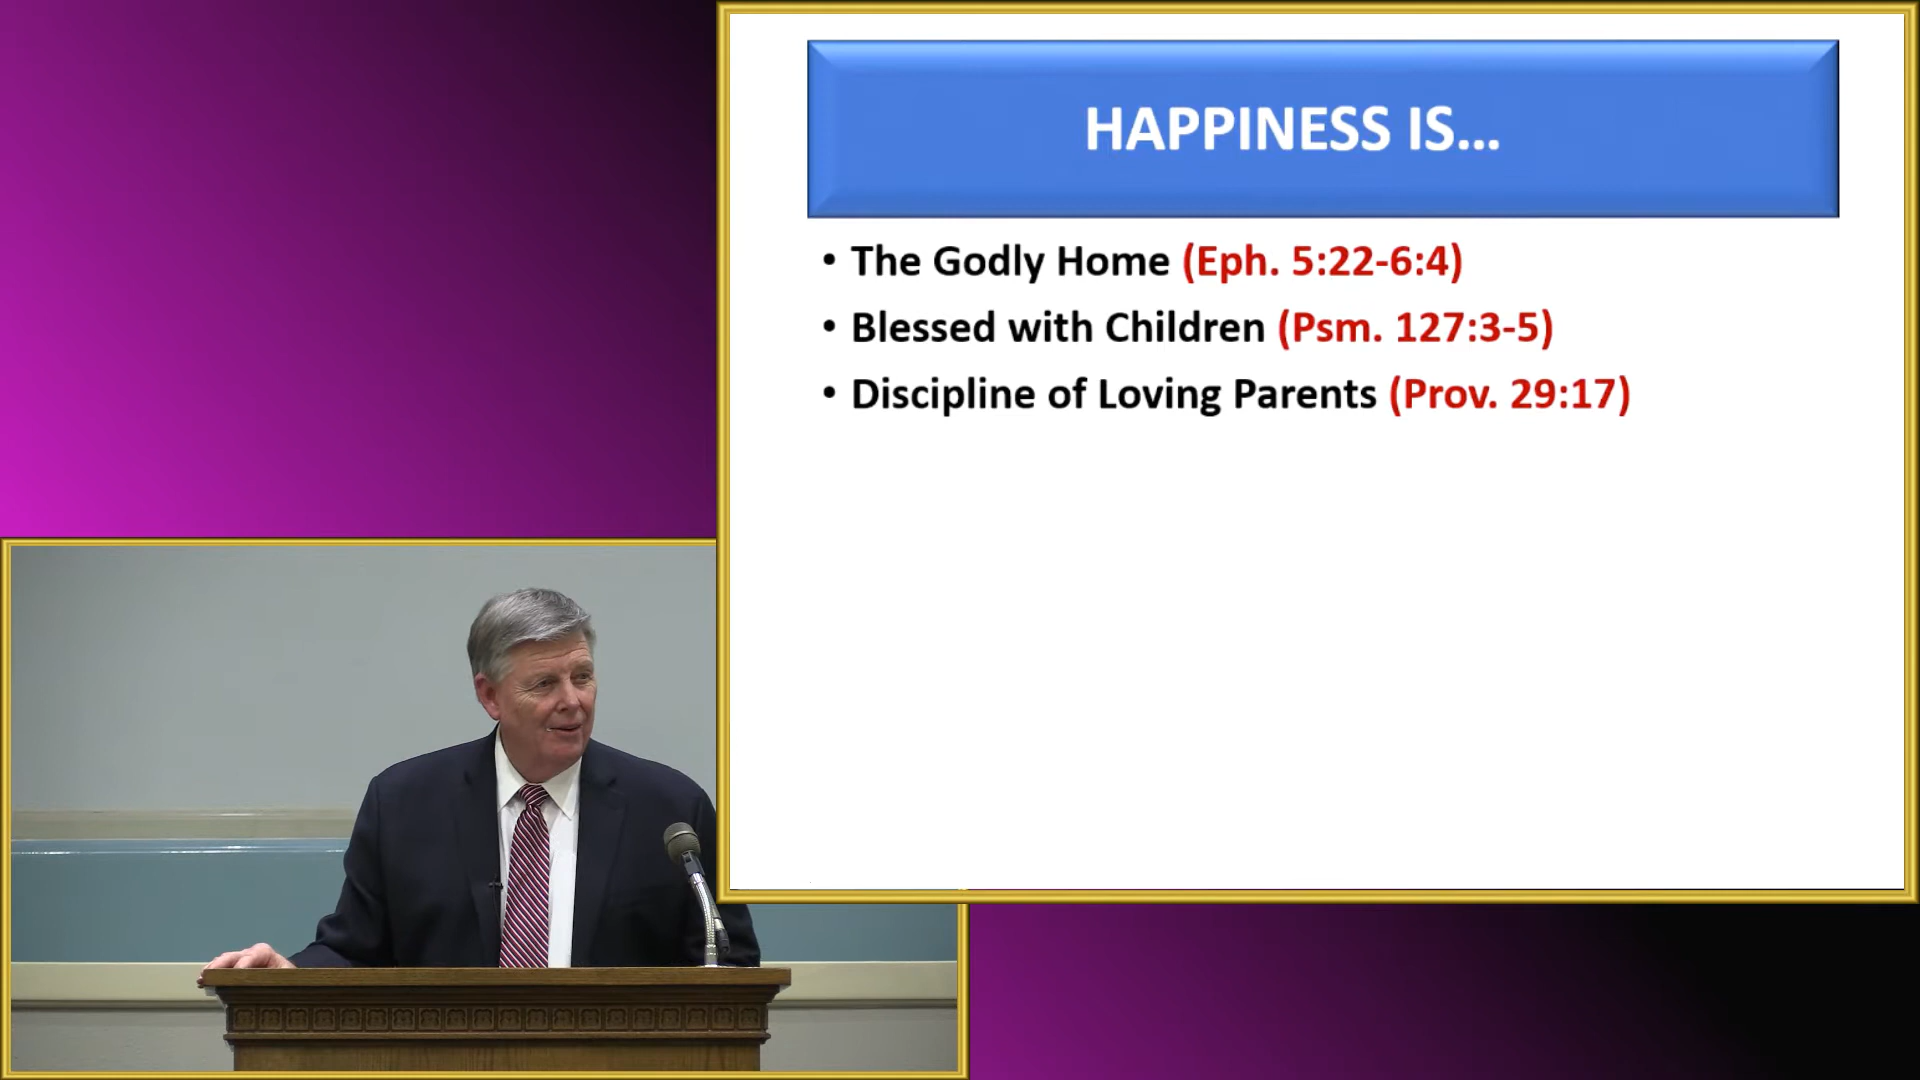 HAPPINESS IS...
• The Godly Home (Eph. 5:22-6:4)
• Blessed with Children (Psm. 127:3-5)
• Discipline of Loving Parents (Prov. 29:17)